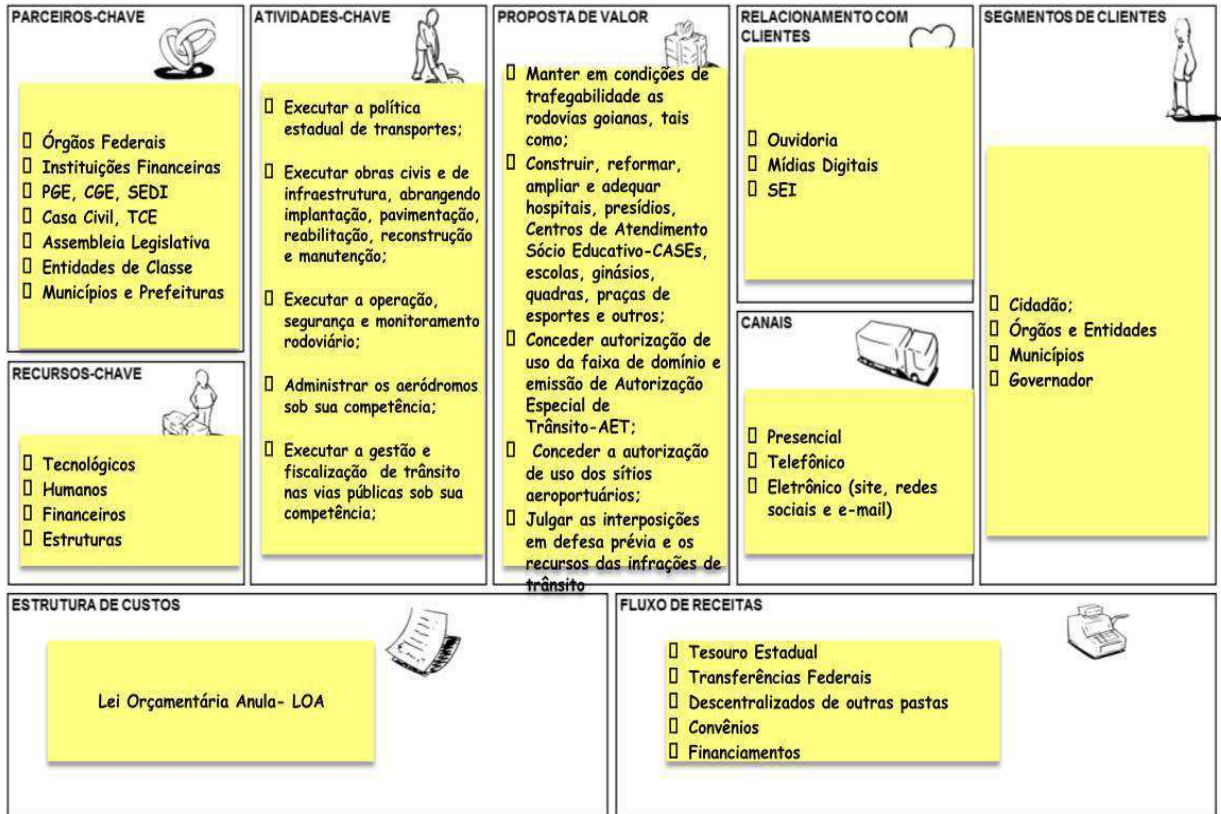 PARCEIROS-CHAVE
Órgãos Federais
Instituições Financeiras
PGE, CGE, SEDI
Casa Civil, TCE
Assembleia Legislativa
Entidades de Classe
Municípios e Prefeituras
RECURSOS-CHAVE
Tecnológicos
Humanos
Financeiros
Estruturas
ATIVIDADES-CHAVE
Executar a política
estadual de transportes;
Executar obras civis e de
infraestrutura, abrangendo
implantação, pavimentação,
reabilitação, reconstrução
e manutenção;
Executar a operação,
segurança e monitoramento
rodoviário;
Administrar os aeródromos
sob sua competência;
Executar a gestão e
fiscalização de trânsito
nas vias públicas sob sua
competência;
PROPOSTA DE VALOR
Manter em condições de
trafegabilidade as
rodovias goianas, tais
como;
Construir, reformar,
ampliar e adequar
hospitais, presídios,
Centros de Atendimento
Sócio Educativo-CASEs,
escolas, ginásios,
quadras, praças de
esportes e outros;
Conceder autorização de
uso da faixa de domínio e
emissão de Autorização
Especial de
Trânsito-AET;
Conceder a autorização
de uso dos sítios
aeroportuários;
Julgar as interposições
em defesa prévia e os
recursos das infrações de
trânsito
RELACIONAMENTO COM
CLIENTES
Ouvidoria
Mídias Digitais
SEI
CANAIS
Presencial
Telefônico
Eletrônico (site, redes
sociais e e-mail)
SEGMENTOS DE CLIENTES
Cidadão;
Órgãos e Entidades
Municípios
Governador
ESTRUTURA DE CUSTOS
Lei Orçamentária Anula- LOA
FLUXO DE RECEITAS
Tesouro Estadual
Transferências Federais
Descentralizados de outras pastas
Convênios
Financiamentos